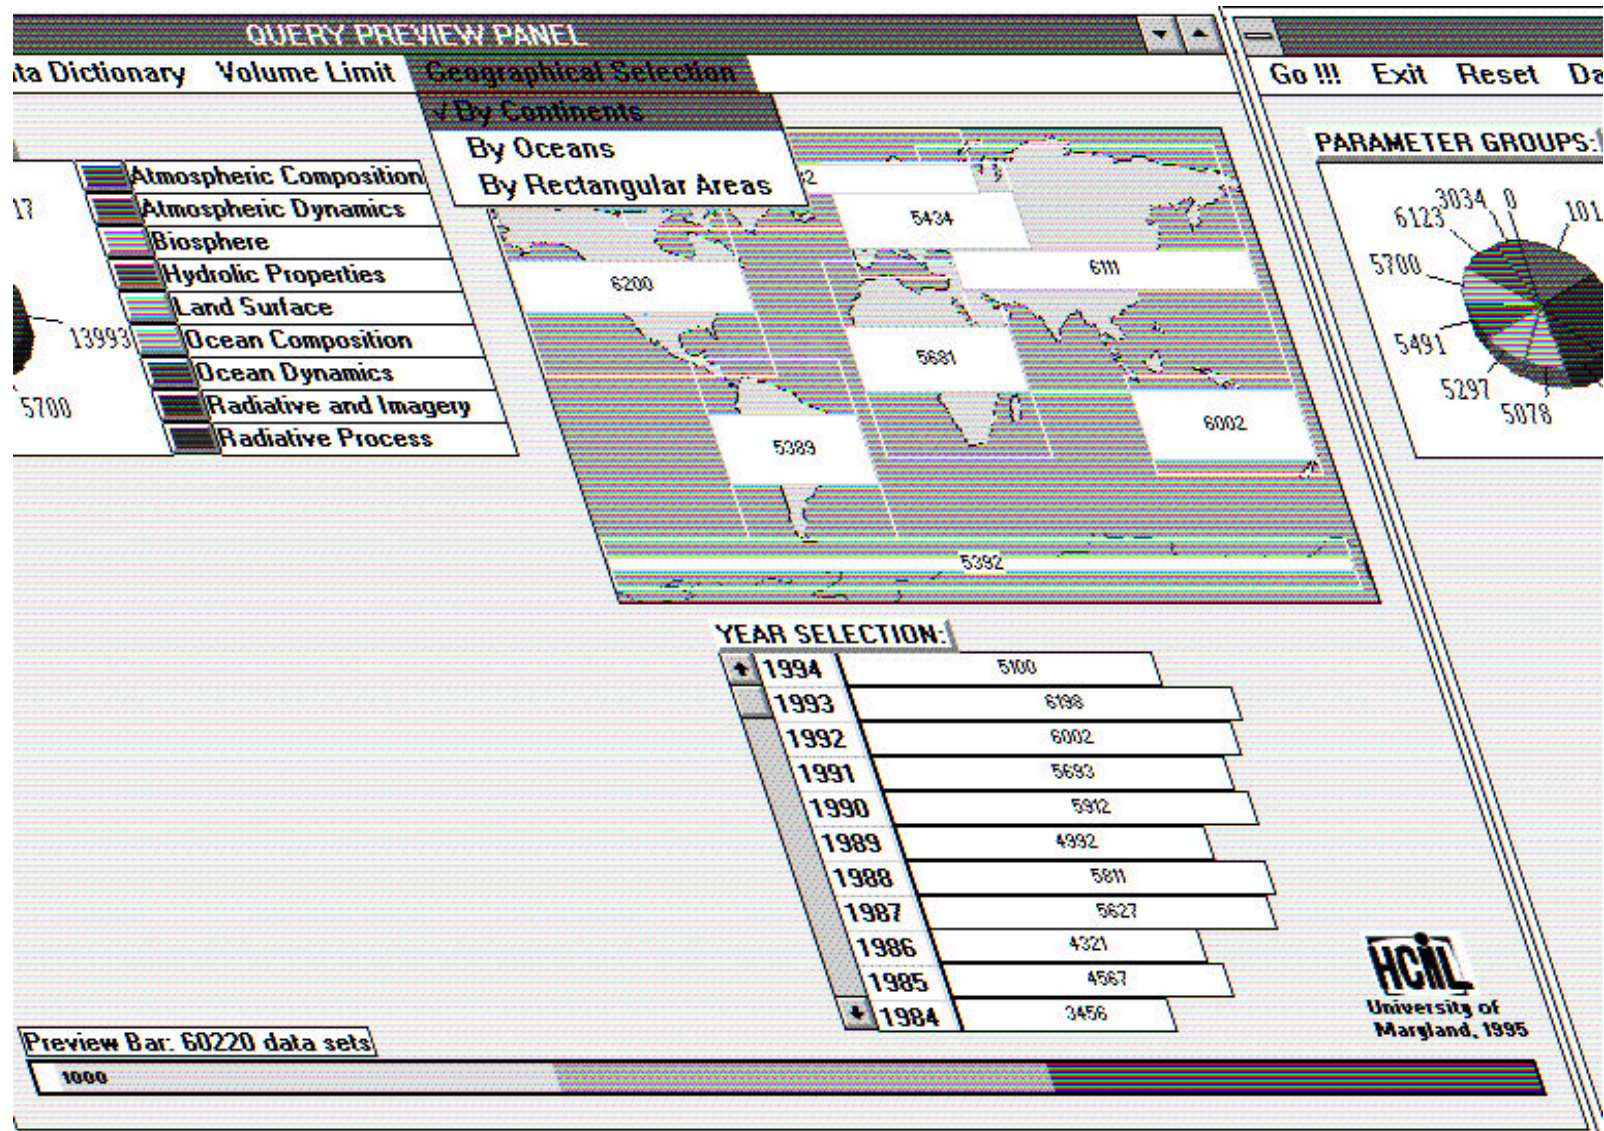 QUERY PREVIEW PANEL
ta Dictionary Volume Limit Geographical Selection
Go !!! Exit Reset Da
√ By Continents
By Oceans
By Rectangular Areas
PARAMETER GROUPS:
Atmospheric Composition
Atmospheric Dynamics
Biosphere
Hydrolic Properties
Land Surface
Ocean Composition
Ocean Dynamics
Radiative and Imagery
Radiative Process
17
13993
5700
5434
6200
6111
5681
5389
6002
5392
3034 0 101
6123
5700
5491
5297
5078
YEAR SELECTION:
1994 5100
1993 6198
1992 6002
1991 5693
1990 5912
1989 4992
1988 5811
1987 5627
1986 4321
1985 4567
1984 3456
HCIL
University of
Maryland, 1995
Preview Bar: 60220 data sets
1000